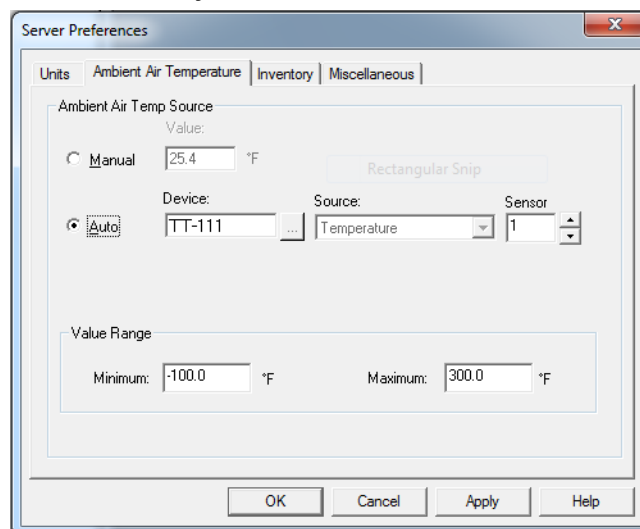 Server Preferences
Units Ambient Air Temperature Inventory Miscellaneous
Ambient Air Temp Source
Value:
Manual 25.4 °F
Rectangular Snip
Device: Source: Sensor
Auto TT-111 ... Temperature 1
Value Range
Minimum: -100.0 °F Maximum: 300.0 °F
OK Cancel Apply Help